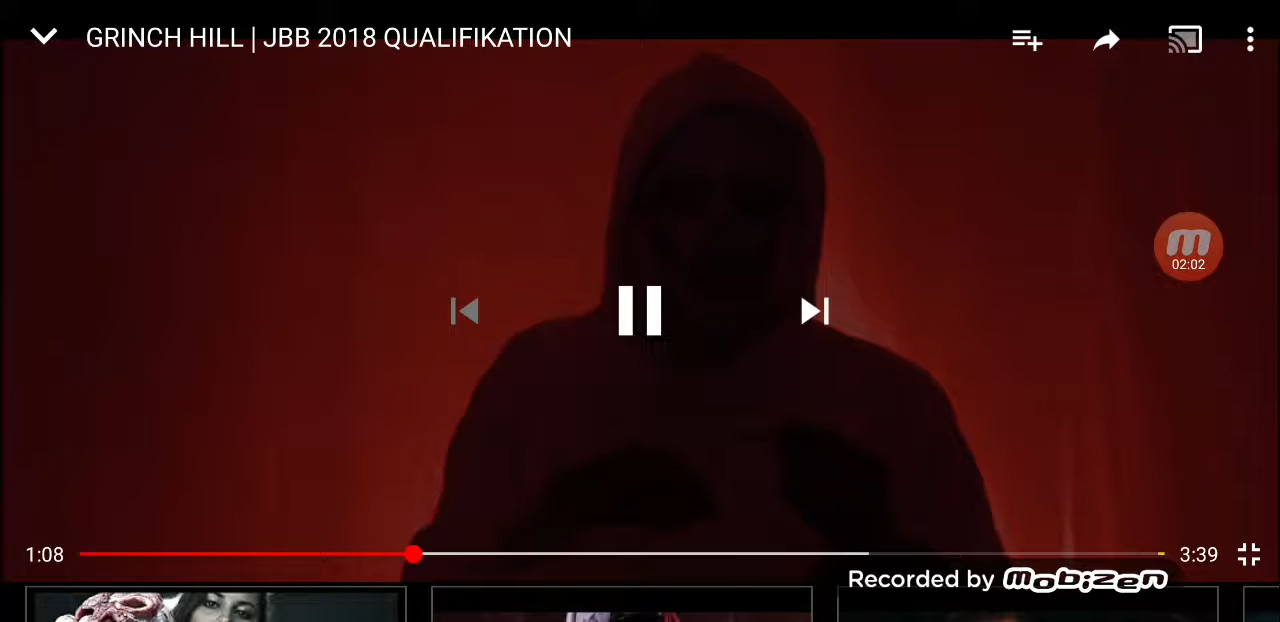 GRINCH HILL | JBB 2018 QUALIFIKATION
m
02:02
1:08
3:39
Recorded by mobizen